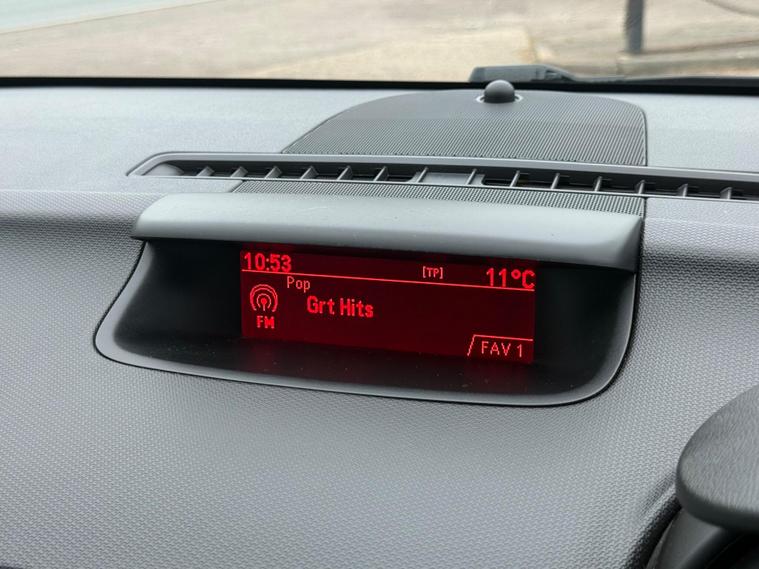 10:53 [TP] 11°C
Pop
Grt Hits
FM
FAV 1